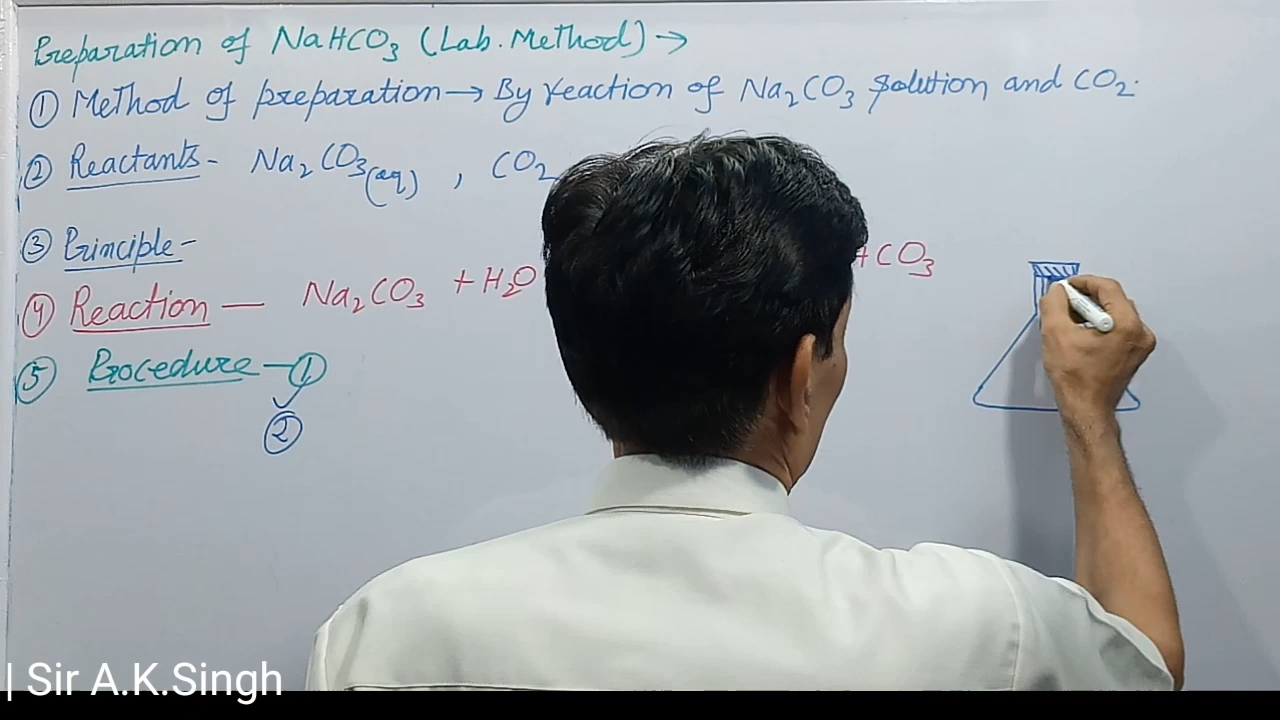 Preparation of NaHCO₃ (Lab. Method) →
① Method of preparation → By reaction of Na₂CO₃ solution and CO₂.
② Reactants - Na₂CO₃(aq) , CO₂
③ Principle -
④ Reaction — Na₂CO₃ + H₂O HCO₃
⑤ Procedure - ①
②
| Sir A.K.Singh